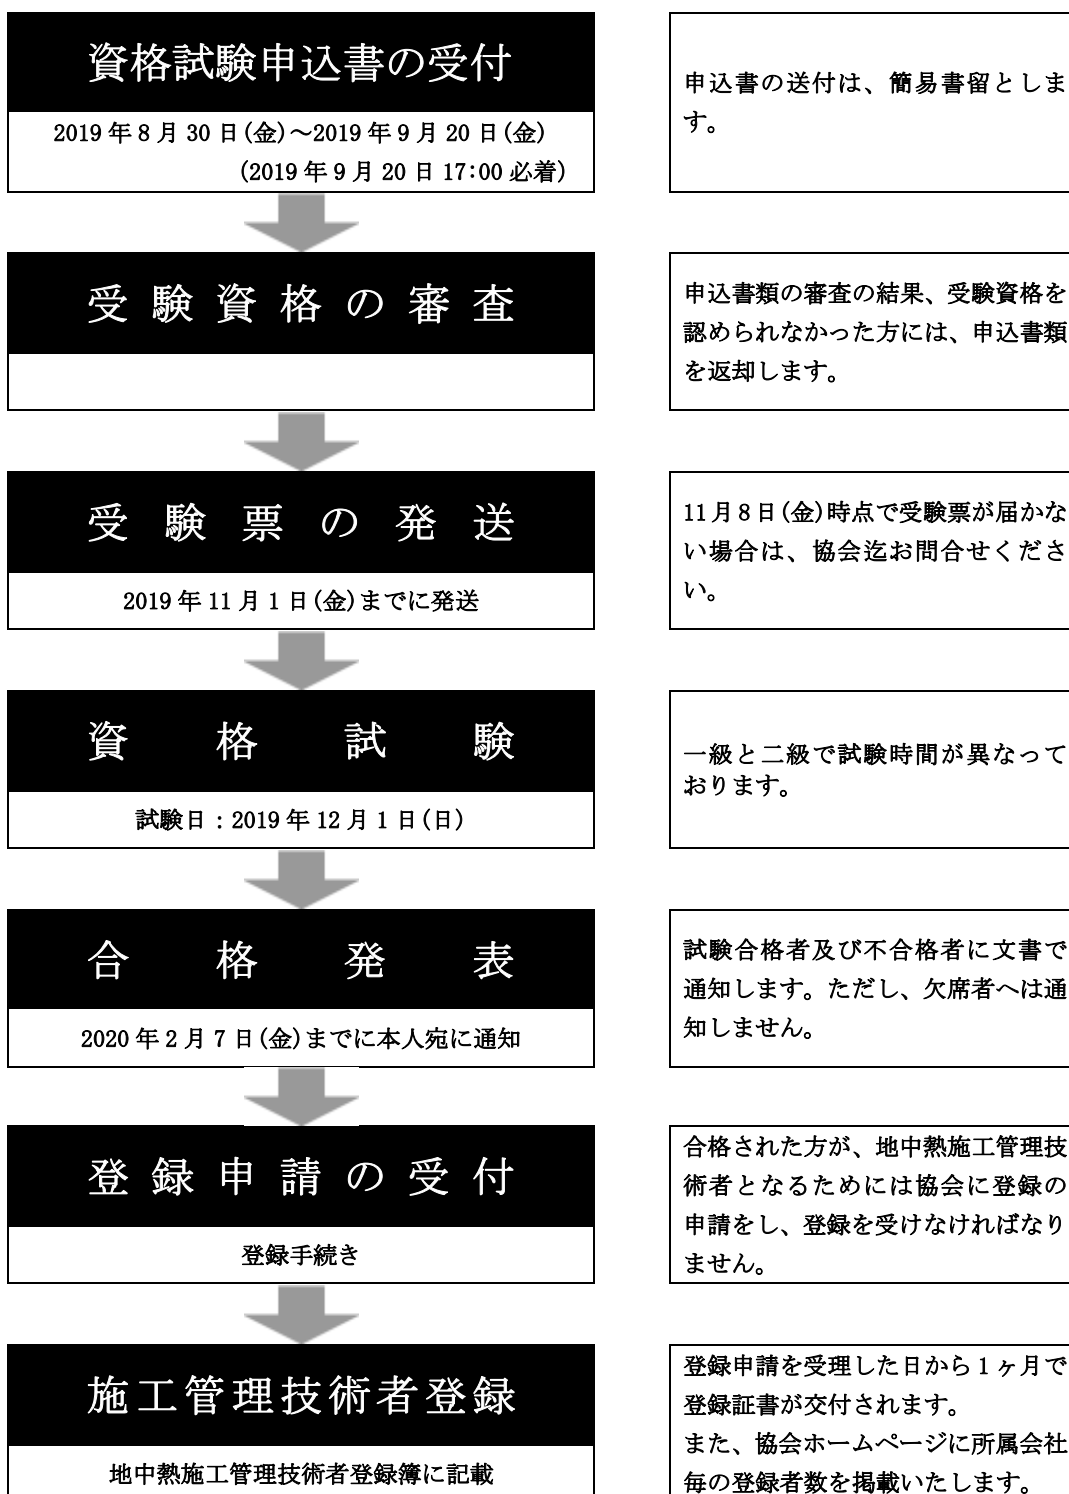 資格試験申込書の受付
2019年8月30日(金)～2019年9月20日(金)
(2019年9月20日17:00必着)
申込書の送付は、簡易書留としま
す。
受験資格の審査
申込書類の審査の結果、受験資格を
認められなかった方には、申込書類
を返却します。
受験票の発送
2019年11月1日(金)までに発送
11月8日(金)時点で受験票が届かな
い場合は、協会迄お問合せくださ
い。
資格試験
試験日：2019年12月1日(日)
一級と二級で試験時間が異なって
おります。
合格発表
2020年2月7日(金)までに本人宛に通知
試験合格者及び不合格者に文書で
通知します。ただし、欠席者へは通
知しません。
登録申請の受付
登録手続き
合格された方が、地中熱施工管理技
術者となるためには協会に登録の
申請をし、登録を受けなければなり
ません。
施工管理技術者登録
地中熱施工管理技術者登録簿に記載
登録申請を受理した日から1ヶ月で
登録証書が交付されます。
また、協会ホームページに所属会社
毎の登録者数を掲載いたします。